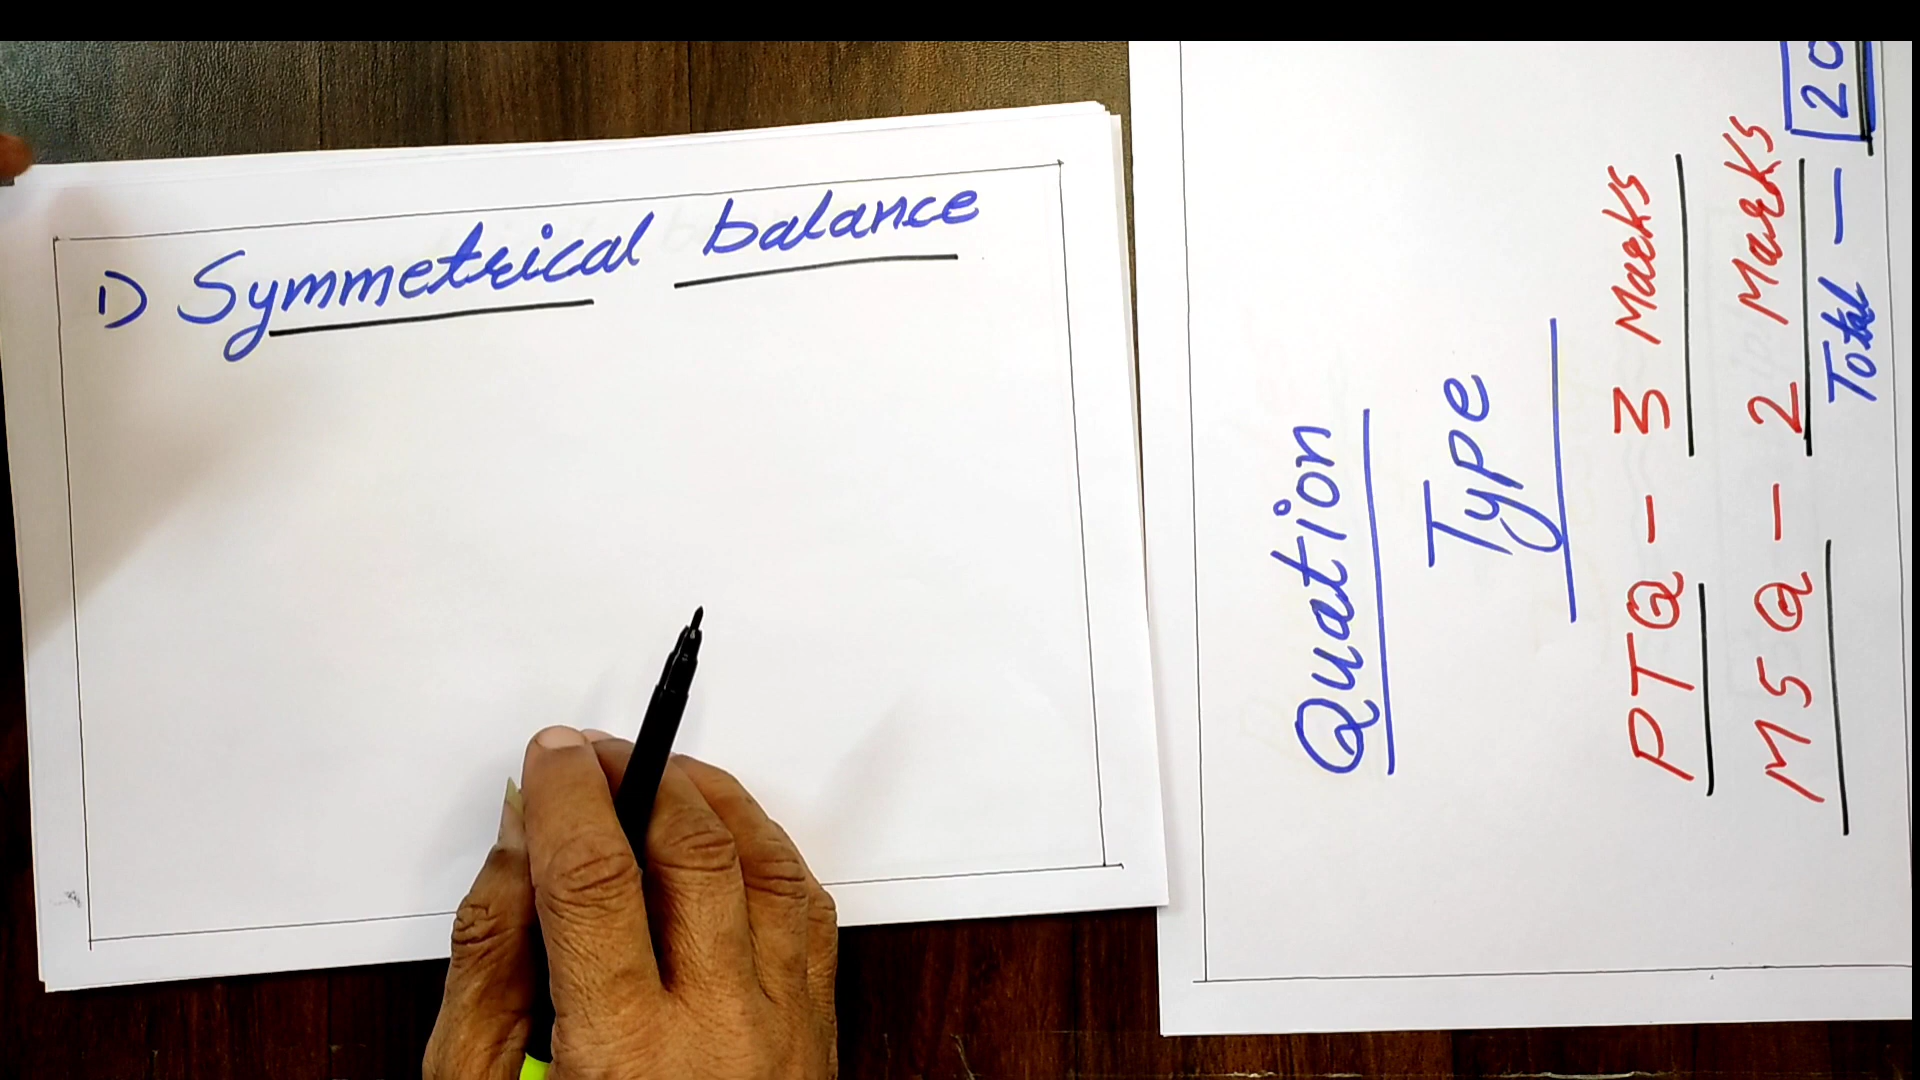 1) Symmetrical balance
Quation
Type
PTQ - 3 Marks
MSQ - 2 Marks
Total - 20